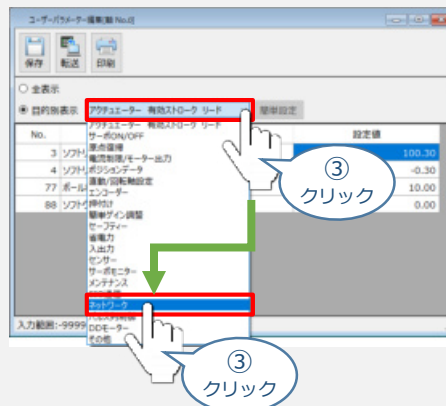 ユーザーパラメーター編集[軸 No.0]
保存 転送 印刷
全表示
目的別表示 アクチュエーター 有効ストローク リード 簡単設定
No. 設定値
3 ソフトリ 100.30
4 ソフトリ -0.30
77 ボール 10.00
88 ソフトリ 0.00
アクチュエーター 有効ストローク リード
サーボON/OFF
原点復帰
電流制限/モーター出力
ポジションデータ
直動/回転軸設定
エンコーダー
押付け
簡単ゲイン調整
セーフティー
省電力
入出力
センサー
サーボモニター
メンテナンス
ネットワーク
DDモーター
その他
入力範囲:-9999
③
クリック
③
クリック